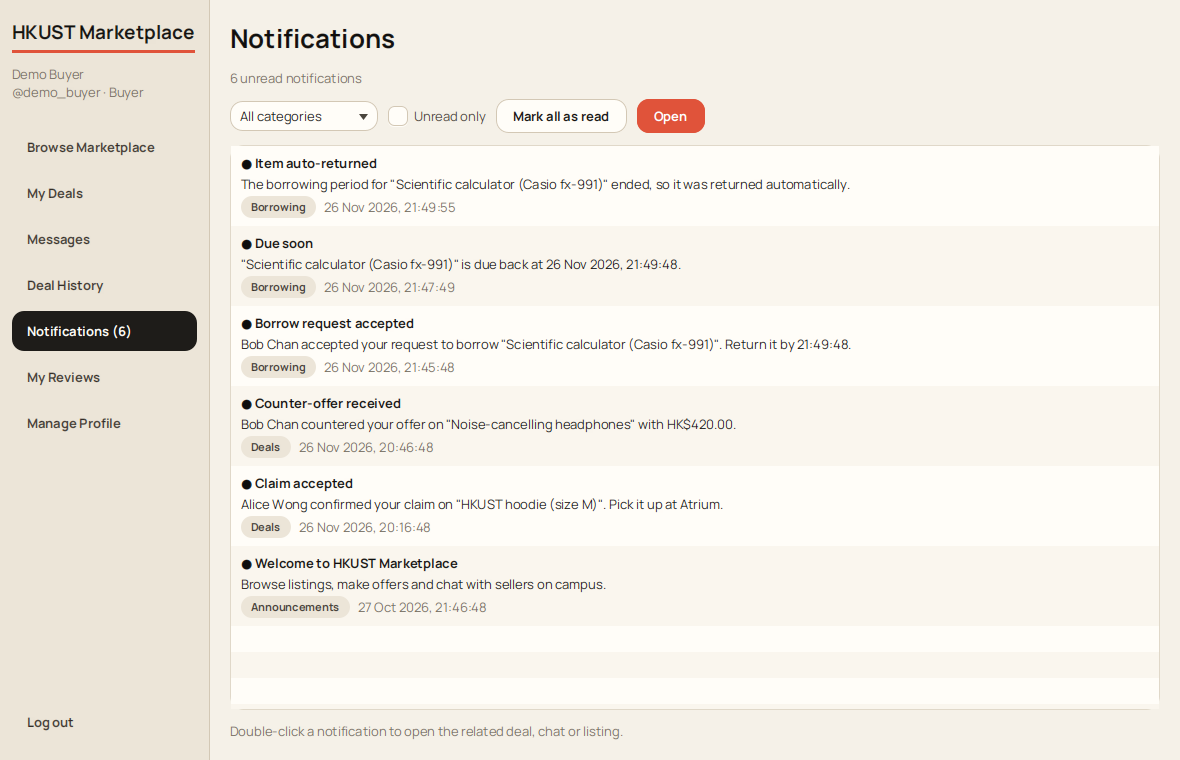 HKUST Marketplace
Demo Buyer
@demo_buyer · Buyer
Browse Marketplace
My Deals
Messages
Deal History
Notifications (6)
My Reviews
Manage Profile
Log out
Notifications
6 unread notifications
All categories
Unread only
Mark all as read
Open
● Item auto-returned
The borrowing period for "Scientific calculator (Casio fx-991)" ended, so it was returned automatically.
Borrowing 26 Nov 2026, 21:49:55
● Due soon
"Scientific calculator (Casio fx-991)" is due back at 26 Nov 2026, 21:49:48.
Borrowing 26 Nov 2026, 21:47:49
● Borrow request accepted
Bob Chan accepted your request to borrow "Scientific calculator (Casio fx-991)". Return it by 21:49:48.
Borrowing 26 Nov 2026, 21:45:48
● Counter-offer received
Bob Chan countered your offer on "Noise-cancelling headphones" with HK$420.00.
Deals 26 Nov 2026, 20:46:48
● Claim accepted
Alice Wong confirmed your claim on "HKUST hoodie (size M)". Pick it up at Atrium.
Deals 26 Nov 2026, 20:16:48
● Welcome to HKUST Marketplace
Browse listings, make offers and chat with sellers on campus.
Announcements 27 Oct 2026, 21:46:48
Double-click a notification to open the related deal, chat or listing.